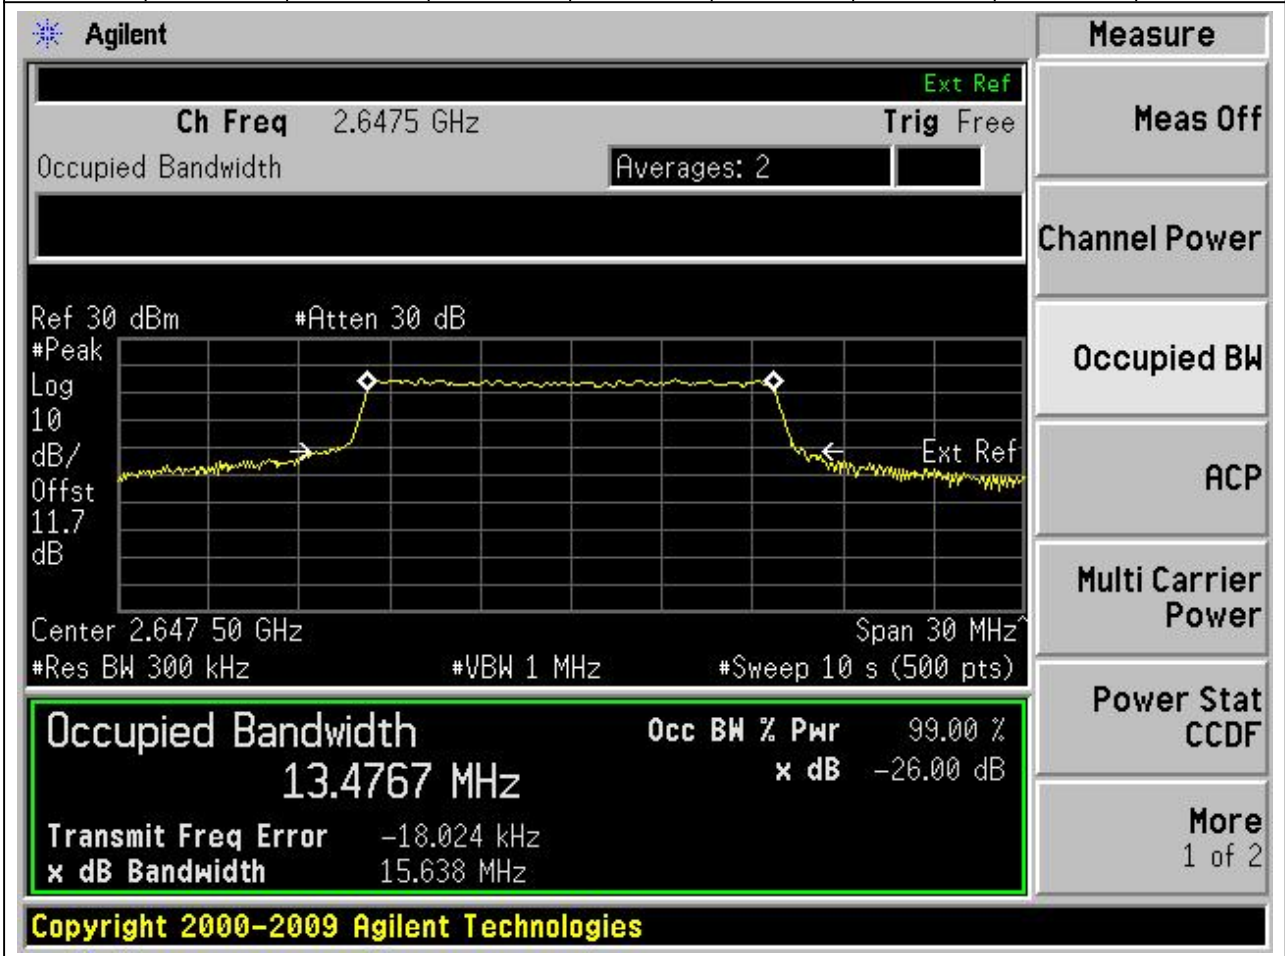 Agilent
Measure
Ext Ref
Ch Freq 2.6475 GHz Trig Free
Occupied Bandwidth Averages: 2
Meas Off
Channel Power
Occupied BW
ACP
Multi Carrier
Power
Power Stat
CCDF
More
1 of 2
Ref 30 dBm #Atten 30 dB
#Peak
Log
10
dB/
Offst
11.7
dB
Ext Ref
Center 2.647 50 GHz Span 30 MHz^
#Res BW 300 kHz #VBW 1 MHz #Sweep 10 s (500 pts)
Occupied Bandwidth Occ BW % Pwr 99.00 %
13.4767 MHz x dB -26.00 dB
Transmit Freq Error -18.024 kHz
x dB Bandwidth 15.638 MHz
Copyright 2000-2009 Agilent Technologies